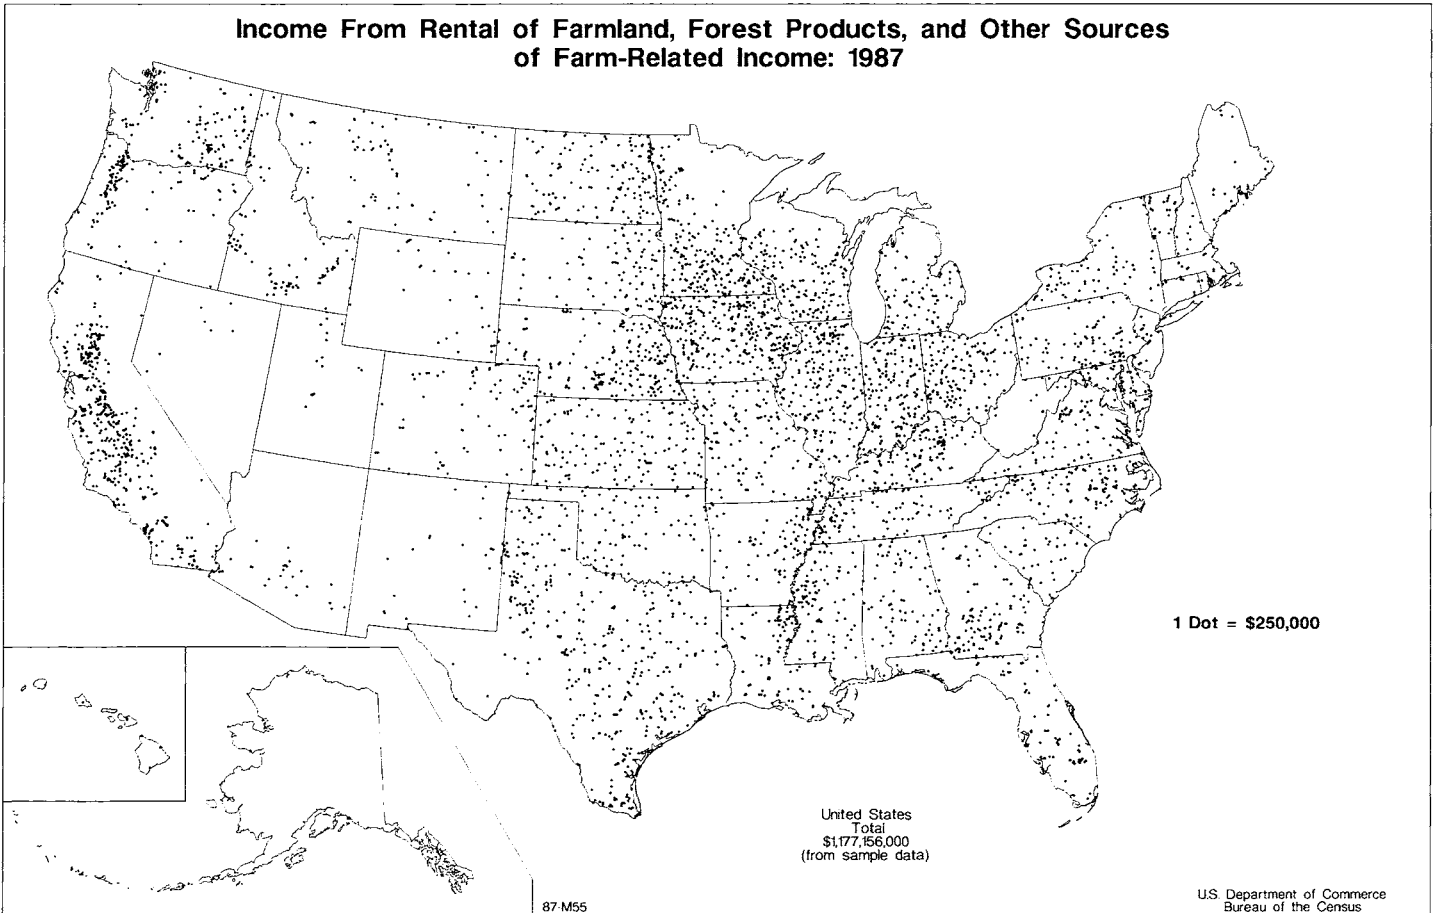 Income From Rental of Farmland, Forest Products, and Other Sources
of Farm-Related Income: 1987
1 Dot = $250,000
United States
Total
$1,177,156,000
(from sample data)
87-M55
U.S. Department of Commerce
Bureau of the Census